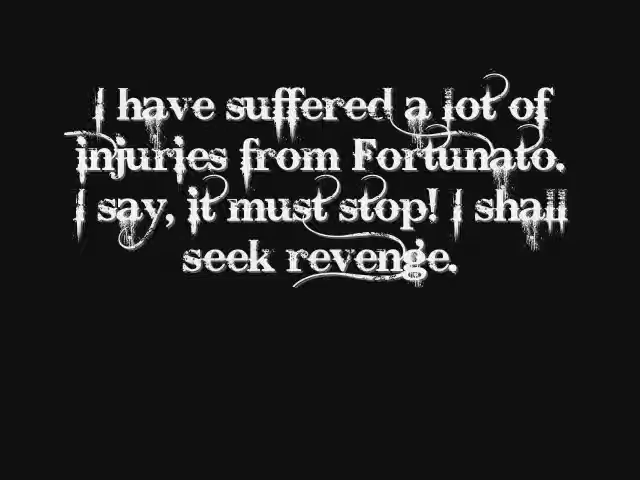 I have suffered a lot of
injuries from Fortunato.
I say, it must stop! I shall
seek revenge.